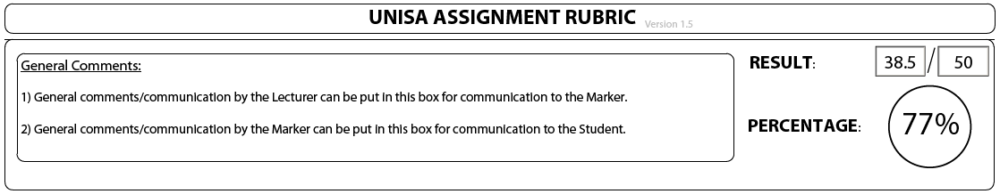 UNISA ASSIGNMENT RUBRIC Version 1.5
General Comments:
1) General comments/communication by the Lecturer can be put in this box for communication to the Marker.
2) General comments/communication by the Marker can be put in this box for communication to the Student.
RESULT: 38.5 / 50
PERCENTAGE: 77%